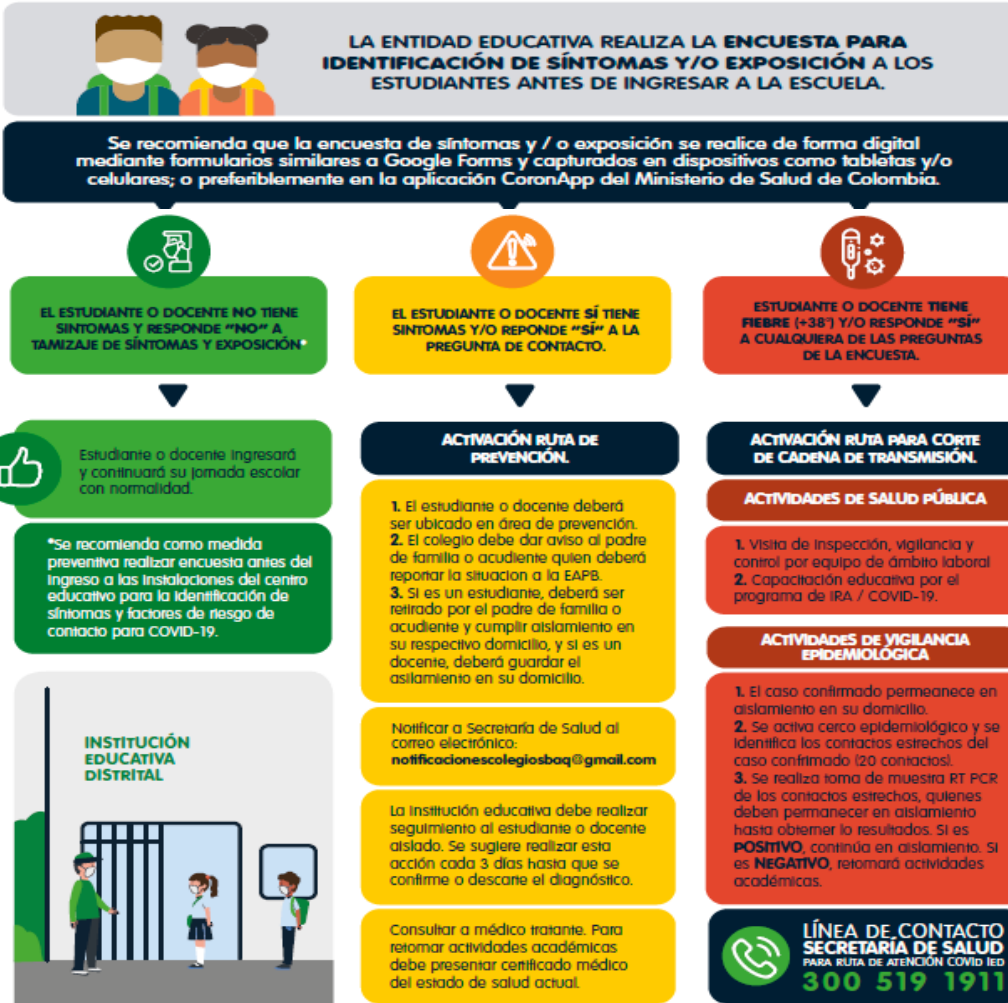 LA ENTIDAD EDUCATIVA REALIZA LA ENCUESTA PARA
IDENTIFICACIÓN DE SÍNTOMAS Y/O EXPOSICIÓN A LOS
ESTUDIANTES ANTES DE INGRESAR A LA ESCUELA.
Se recomienda que la encuesta de síntomas y / o exposición se realice de forma digital
mediante formularios similares a Google Forms y capturados en dispositivos como tabletas y/o
celulares; o preferiblemente en la aplicación CoronApp del Ministerio de Salud de Colombia.
EL ESTUDIANTE O DOCENTE NO TIENE
SINTOMAS Y RESPONDE “NO” A
TAMIZAJE DE SÍNTOMAS Y EXPOSICIÓN*
Estudiante o docente ingresará
y continuará su jornada escolar
con normalidad.
*Se recomienda como medida
preventiva realizar encuesta antes del
ingreso a las instalaciones del centro
educativo para la identificación de
síntomas y factores de riesgo de
contacto para COVID-19.
INSTITUCIÓN
EDUCATIVA
DISTRITAL
EL ESTUDIANTE O DOCENTE SÍ TIENE
SINTOMAS Y/O REPONDE “SÍ” A LA
PREGUNTA DE CONTACTO.
ACTIVACIÓN RUTA DE
PREVENCIÓN.
1. El estudiante o docente deberá
ser ubicado en área de prevención.
2. El colegio debe dar aviso al padre
de familia o acudiente quien deberá
reportar la situacion a la EAPB.
3. Si es un estudiante, deberá ser
retirado por el padre de familia o
acudiente y cumplir aislamiento en
su respectivo domicilio, y si es un
docente, deberá guardar el
asilamiento en su domicilio.
Notificar a Secretaría de Salud al
correo electrónico:
notificacionescolegiosbaq@gmail.com
La institución educativa debe realizar
seguimiento al estudiante o docente
aislado. Se sugiere realizar esta
acción cada 3 días hasta que se
confirme o descarte el diagnóstico.
Consultar a médico tratante. Para
retomar actividades académicas
debe presentar certificado médico
del estado de salud actual.
ESTUDIANTE O DOCENTE TIENE
FIEBRE (+38°) Y/O RESPONDE “SÍ”
A CUALQUIERA DE LAS PREGUNTAS
DE LA ENCUESTA.
ACTIVACIÓN RUTA PARA CORTE
DE CADENA DE TRANSMISIÓN.
ACTIVIDADES DE SALUD PÚBLICA
1. Visita de inspección, vigilancia y
control por equipo de ámbito laboral
2. Capacitación educativa por el
programa de IRA / COVID-19.
ACTIVIDADES DE VIGILANCIA
EPIDEMIOLÓGICA
1. El caso confirmado permeanece en
aislamiento en su domicilio.
2. Se activa cerco epidemiológico y se
identifica los contactos estrechos del
caso confrimado (20 contactos).
3. Se realiza toma de muestra RT PCR
de los contactos estrechos, quienes
deben permanecer en aislamiento
hasta obterner lo resultados. Si es
POSITIVO, continúa en aislamiento. Si
es NEGATIVO, retornará actividades
académicas.
LÍNEA DE CONTACTO
SECRETARÍA DE SALUD
PARA RUTA DE ATENCIÓN COVID IED
300 519 1911